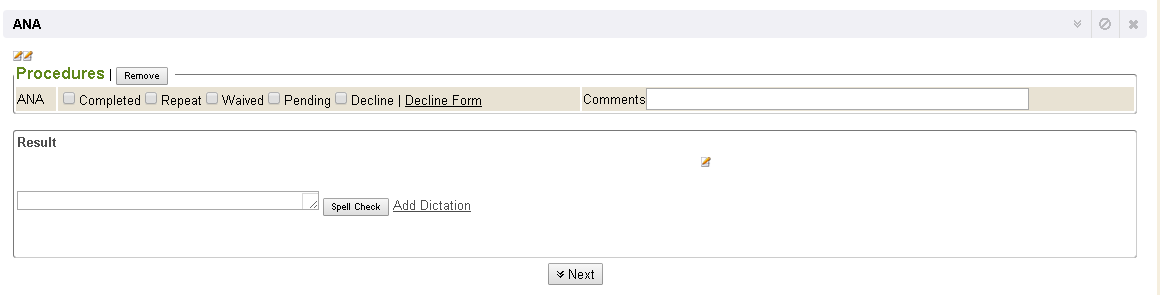 ANA
Procedures | Remove
ANA Completed Repeat Waived Pending Decline | Decline Form Comments
Result
Spell Check Add Dictation
Next